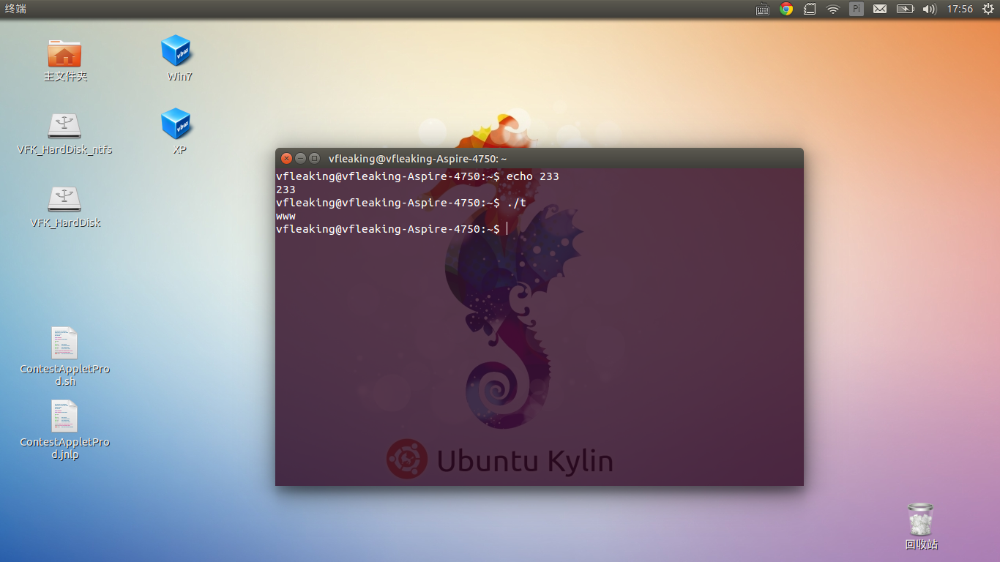 终端
Pi
17:56
主文件夹
Win7
VFK_HardDisk_ntfs
XP
VFK_HardDisk
ContestAppletPro
d.sh
ContestAppletPro
d.jnlp
vfleaking@vfleaking-Aspire-4750: ~
vfleaking@vfleaking-Aspire-4750:~$ echo 233
233
vfleaking@vfleaking-Aspire-4750:~$ ./t
www
vfleaking@vfleaking-Aspire-4750:~$
Ubuntu Kylin
回收站